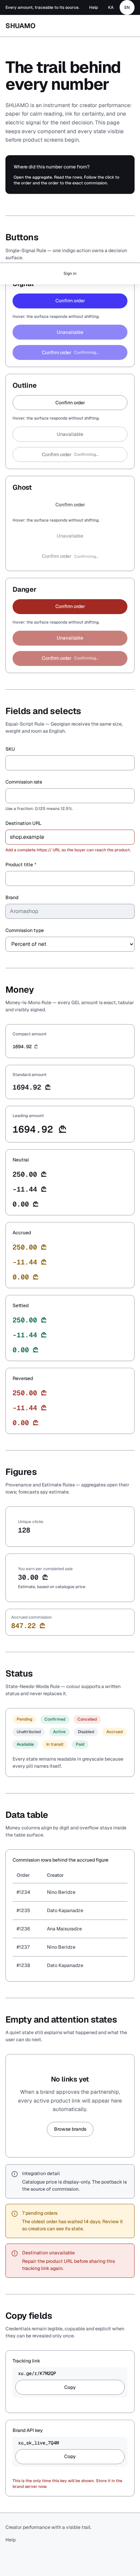 Every amount, traceable to its source.
Help
KA
EN
SHUAMO
The trail behind
every number
SHUAMO is an instrument for creator performance
paper for calm reading, ink for certainty, and one
electric signal for the next decision. This page
keeps every component and every state visible
before product screens begin.
Where did this number come from?
Open the aggregate. Read the rows. Follow the click to
the order and the order to the exact commission.
Buttons
Single-Signal Rule — one indigo action owns a decision
surface.
Sign in
Signal
Confirm order
Hover: the surface responds without shifting.
Unavailable
Confirm order Confirming…
Outline
Confirm order
Hover: the surface responds without shifting.
Unavailable
Confirm order Confirming…
Ghost
Confirm order
Hover: the surface responds without shifting.
Unavailable
Confirm order Confirming…
Danger
Confirm order
Hover: the surface responds without shifting.
Unavailable
Confirm order Confirming…
Fields and selects
Equal-Script Rule — Georgian receives the same size,
weight and room as English.
SKU
Commission rate
Use a fraction: 0.125 means 12.5%.
Destination URL
shop.example
Add a complete https:// URL so the buyer can reach the product.
Product title *
Brand
Aromashop
Commission type
Percent of net
Money
Money-Is-Mono Rule — every GEL amount is exact, tabular
and visibly signed.
Compact amount
1694.92 ₾
Standard amount
1694.92 ₾
Leading amount
1694.92 ₾
Neutral
250.00 ₾
-11.44 ₾
0.00 ₾
Accrued
250.00 ₾
-11.44 ₾
0.00 ₾
Settled
250.00 ₾
-11.44 ₾
0.00 ₾
Reversed
250.00 ₾
-11.44 ₾
0.00 ₾
Figures
Provenance and Estimate Rules — aggregates open their
rows; forecasts say estimate.
Unique clicks
128
You earn per completed sale
30.00 ₾
Estimate, based on catalogue price
Accrued commission
847.22 ₾
Status
State-Needs-Words Rule — colour supports a written
status and never replaces it.
Pending
Confirmed
Cancelled
Unattributed
Active
Disabled
Accrued
Available
In transit
Paid
Every state remains readable in greyscale because
every pill names itself.
Data table
Money columns align by digit and overflow stays inside
the table surface.
Commission rows behind the accrued figure
Order Creator
#1234 Nino Beridze
#1235 Dato Kapanadze
#1236 Ana Maisuradze
#1237 Nino Beridze
#1238 Dato Kapanadze
Empty and attention states
A quiet state still explains what happened and what the
user can do next.
No links yet
When a brand approves the partnership,
every active product link will appear here
automatically.
Browse brands
Integration detail
Catalogue price is display-only. The postback is
the source of commission.
7 pending orders
The oldest order has waited 14 days. Review it
so creators can see its state.
Destination unavailable
Repair the product URL before sharing this
tracking link again.
Copy fields
Credentials remain legible, copyable and explicit when
they can be revealed only once.
Tracking link
xu.ge/r/K7M2QP
Copy
Brand API key
xu_sk_live_7Q4M
Copy
This is the only time this key will be shown. Store it in the
brand server now.
Creator performance with a visible trail.
Help